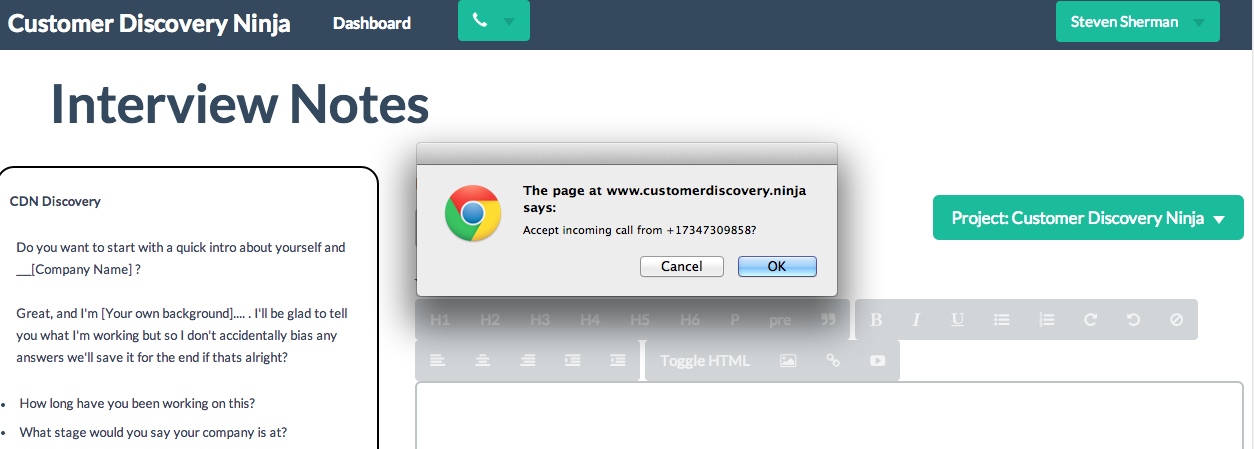 Customer Discovery Ninja
Dashboard
Steven Sherman
Interview Notes
CDN Discovery
Do you want to start with a quick intro about yourself and
__[Company Name] ?
Great, and I'm [Your own background].... . I'll be glad to tell
you what I'm working but so I don't accidentally bias any
answers we'll save it for the end if thats alright?
How long have you been working on this?
What stage would you say your company is at?
The page at www.customerdiscovery.ninja
says:
Accept incoming call from +17347309858?
Cancel
OK
Project: Customer Discovery Ninja
H1 H2 H3 H4 H5 H6 P pre ” B I U
Toggle HTML